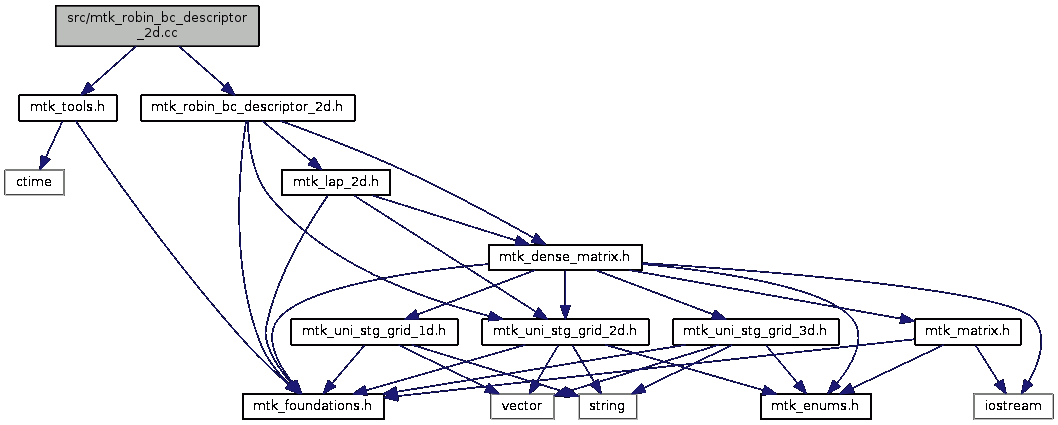 src/mtk_robin_bc_descriptor
_2d.cc
mtk_tools.h
mtk_robin_bc_descriptor_2d.h
ctime
mtk_lap_2d.h
mtk_dense_matrix.h
mtk_uni_stg_grid_1d.h
mtk_uni_stg_grid_2d.h
mtk_uni_stg_grid_3d.h
mtk_matrix.h
mtk_foundations.h
vector
string
mtk_enums.h
iostream